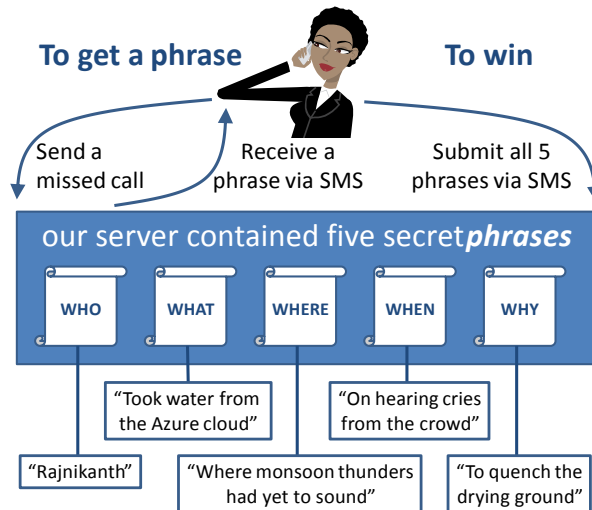 To get a phrase
To win
Send a
missed call
Receive a
phrase via SMS
Submit all 5
phrases via SMS
our server contained five secret phrases
WHO
WHAT
WHERE
WHEN
WHY
“Took water from
the Azure cloud”
“On hearing cries
from the crowd”
“Rajnikanth”
“Where monsoon thunders
had yet to sound”
“To quench the
drying ground”